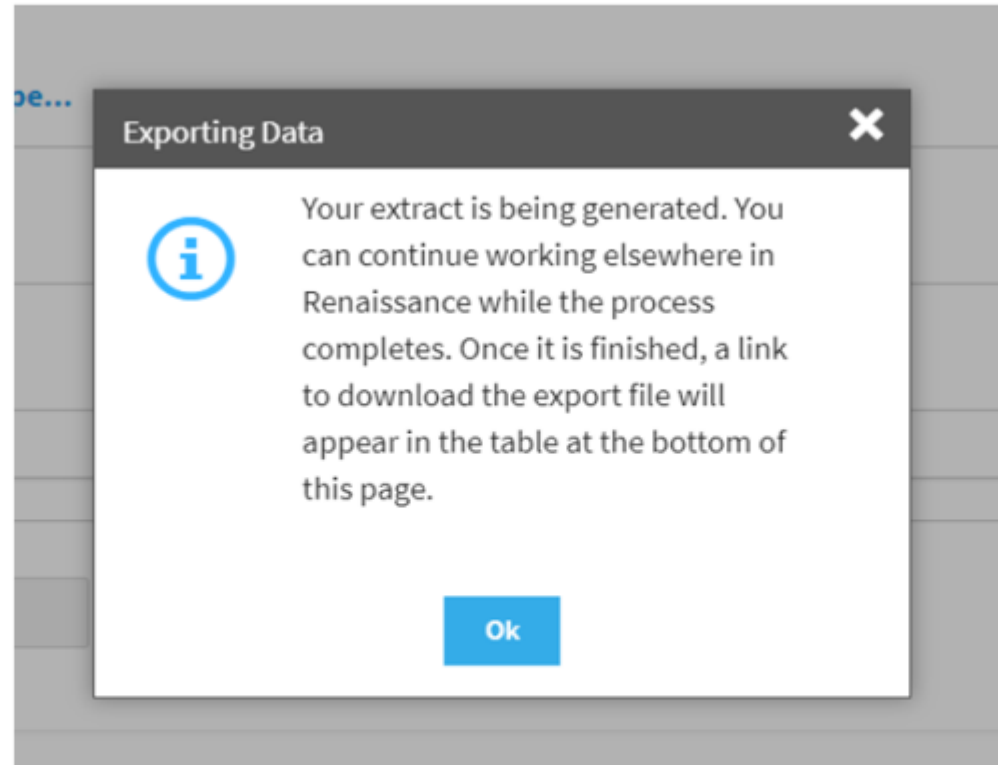 be...
Exporting Data
Your extract is being generated. You
can continue working elsewhere in
Renaissance while the process
completes. Once it is finished, a link
to download the export file will
appear in the table at the bottom of
this page.
Ok